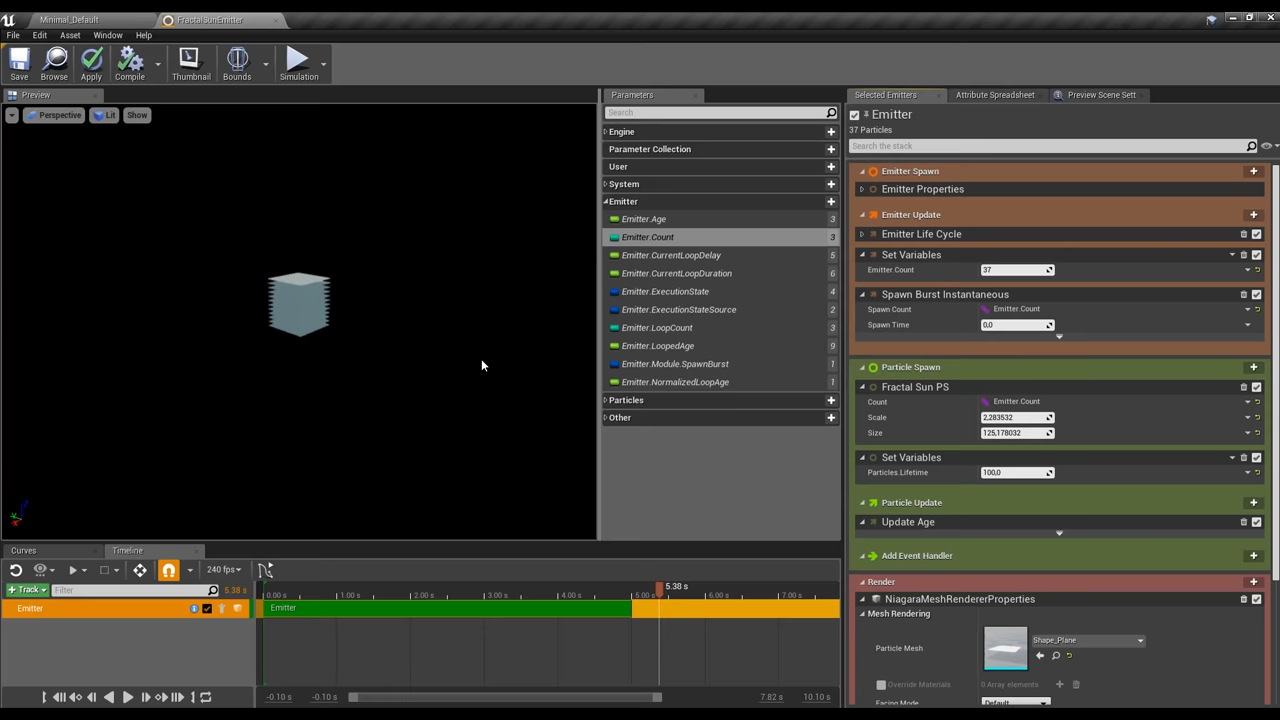 Minimal_Default
FractalSunEmitter
File Edit Asset Window Help
Save Browse Apply Compile Thumbnail Bounds Simulation
Preview
Perspective Lit Show
Parameters
Search
Engine
Parameter Collection
User
System
Emitter
Emitter.Age 3
Emitter.Count 3
Emitter.CurrentLoopDelay 5
Emitter.CurrentLoopDuration 6
Emitter.ExecutionState 4
Emitter.ExecutionStateSource 2
Emitter.LoopCount 3
Emitter.LoopedAge 9
Emitter.Module.SpawnBurst 1
Emitter.NormalizedLoopAge 1
Particles
Other
Selected Emitters Attribute Spreadsheet Preview Scene Sett
Emitter
37 Particles
Search the stack
Emitter Spawn
Emitter Properties
Emitter Update
Emitter Life Cycle
Set Variables
Emitter.Count 37
Spawn Burst Instantaneous
Spawn Count Emitter.Count
Spawn Time 0,0
Particle Spawn
Fractal Sun PS
Count Emitter.Count
Scale 2,283532
Size 125,178032
Set Variables
Particles.Lifetime 100,0
Particle Update
Update Age
Add Event Handler
Render
NiagaraMeshRendererProperties
Mesh Rendering
Particle Mesh Shape_Plane
Override Materials 0 Array elements
Facing Mode Default
Curves Timeline
240 fps
Track Filter 5.38 s
5.38 s
0.00 s 1.00 s 2.00 s 3.00 s 4.00 s 5.00 s 6.00 s 7.00 s
Emitter Emitter
-0.10 s -0.10 s 7.82 s 10.10 s